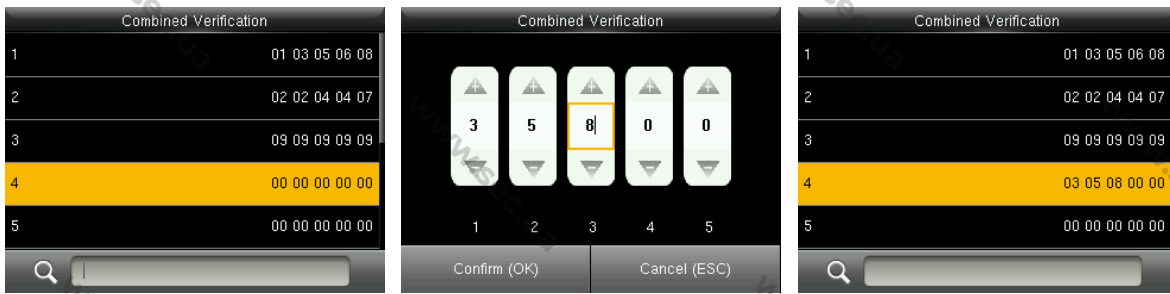 Combined Verification
1 01 03 05 06 08
2 02 02 04 04 07
3 09 09 09 09 09
4 00 00 00 00 00
5 00 00 00 00 00
Combined Verification
3 5 8 0 0
1 2 3 4 5
Confirm (OK) Cancel (ESC)
Combined Verification
1 01 03 05 06 08
2 02 02 04 04 07
3 09 09 09 09 09
4 03 05 08 00 00
5 00 00 00 00 00